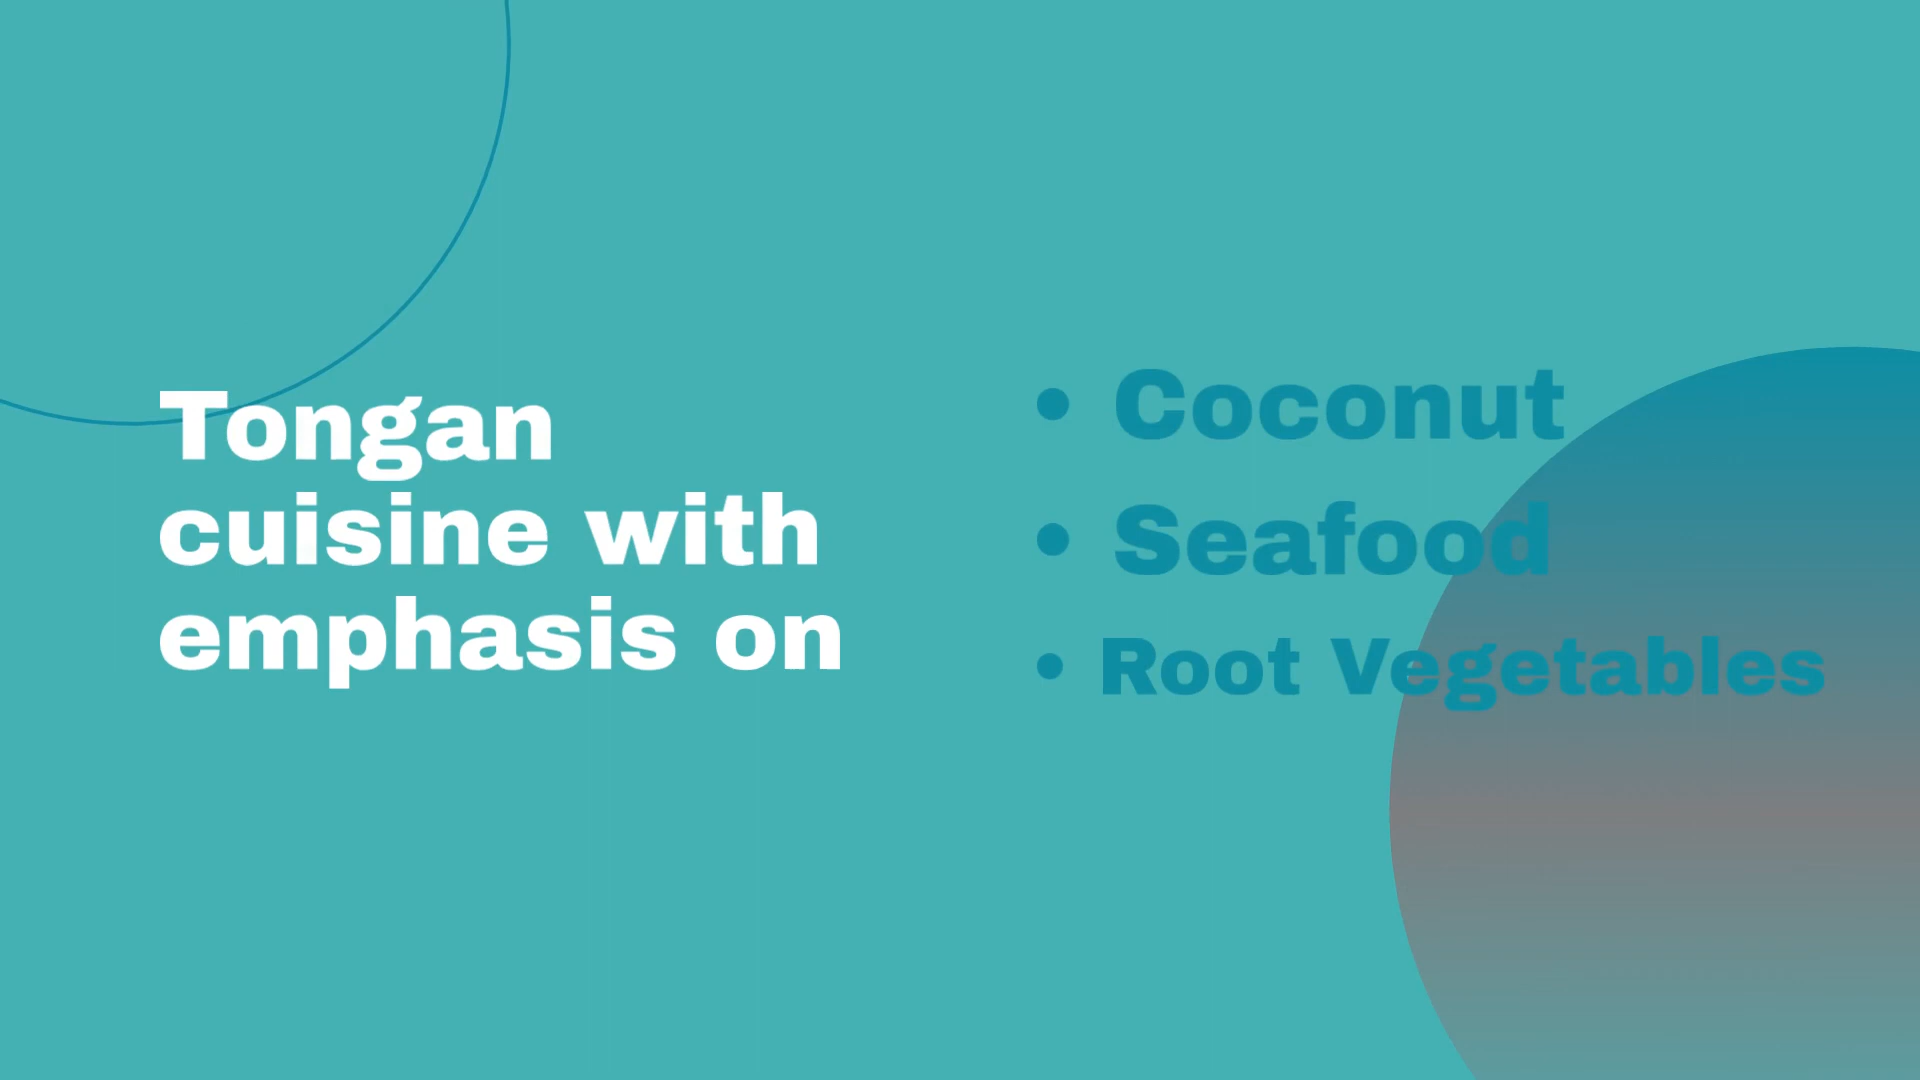 Tongan
cuisine with
emphasis on
• Coconut
• Seafood
• Root Vegetables